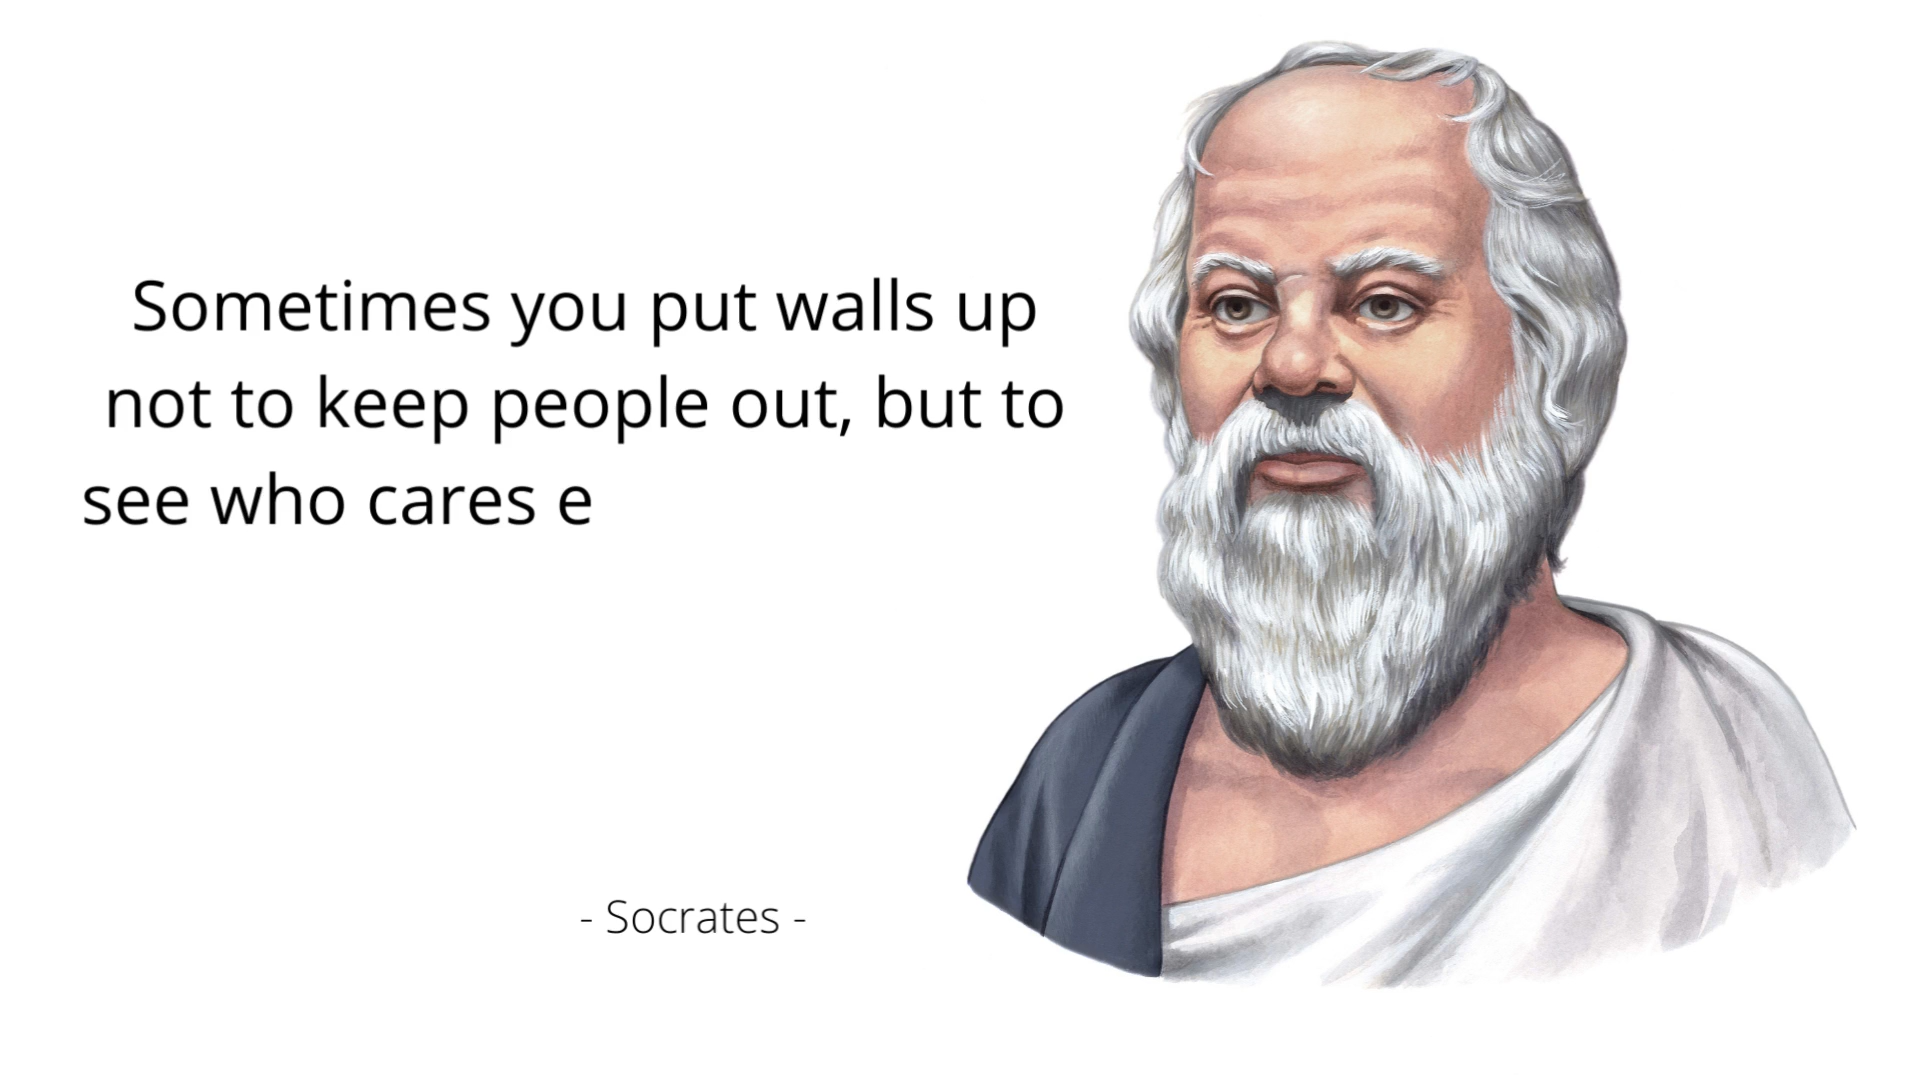 Sometimes you put walls up
not to keep people out, but to
see who cares e
- Socrates -